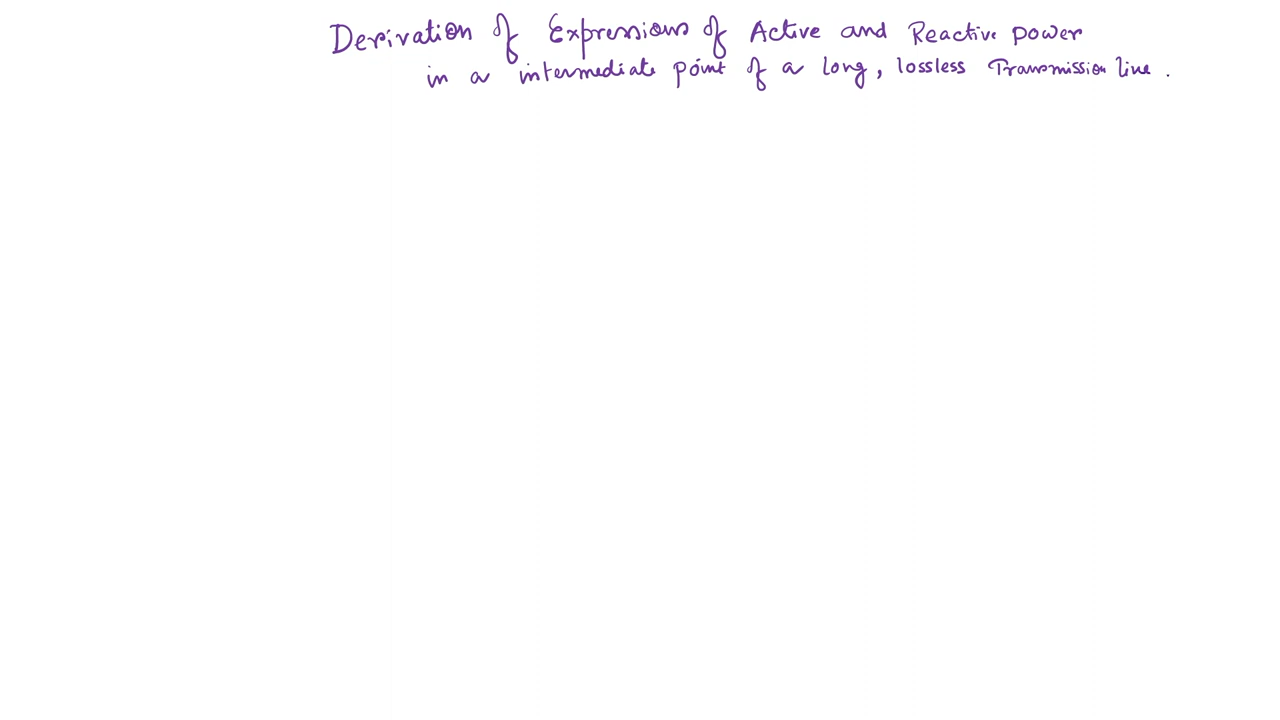 Derivation of Expressions of Active and Reactive power
in a intermediate point of a long, lossless Transmission line.